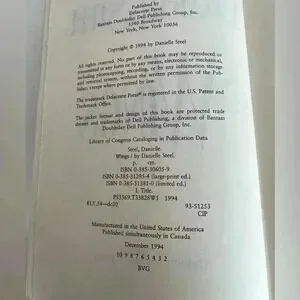 Published by
Delacorte Press
Bantam Doubleday Dell Publishing Group, Inc.
1540 Broadway
New York, New York 10036
Copyright © 1994 by Danielle Steel
All rights reserved. No part of this book may be reproduced or
transmitted in any form or by any means, electronic or mechanical,
including photocopying, recording, or by any information storage
and retrieval system, without the written permission of the Pub-
lisher, except where permitted by law.
The trademark Delacorte Press® is registered in the U.S. Patent and
Trademark Office.
The jacket format and design of this book are protected trade
dresses and trademarks of Dell Publishing, a division of Bantam
Doubleday Dell Publishing Group, Inc.
Library of Congress Cataloging in Publication Data
Steel, Danielle.
Wings / by Danielle Steel.
p. cm.
ISBN 0-385-30605-9
ISBN 0-385-31295-4 (large-print ed.)
ISBN 0-385-31381-0 (limited ed.)
I. Title.
PS3569.T33828W5 1994
813'.54—dc20 93-51253
CIP
Manufactured in the United States of America
Published simultaneously in Canada
December 1994
10 9 8 7 6 5 4 3 2
BVG